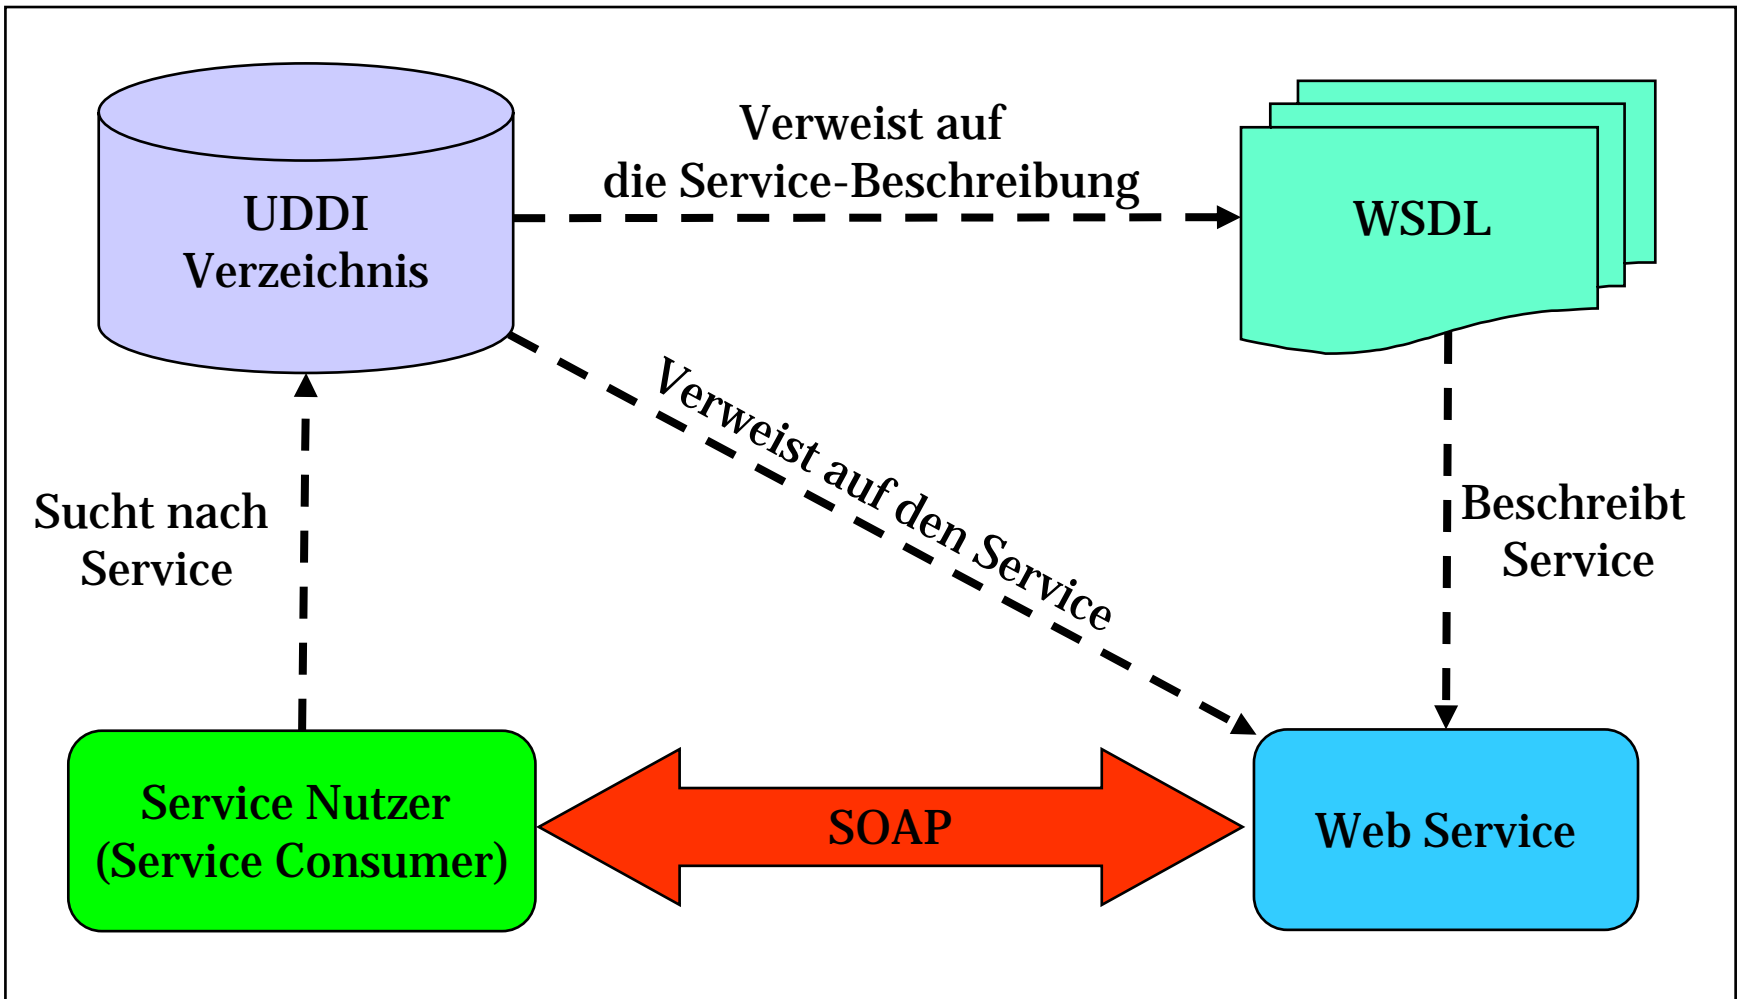 UDDI
Verzeichnis
Verweist auf
die Service-Beschreibung
WSDL
Verweist auf den Service
Sucht nach
Service
Beschreibt
Service
Service Nutzer
(Service Consumer)
SOAP
Web Service